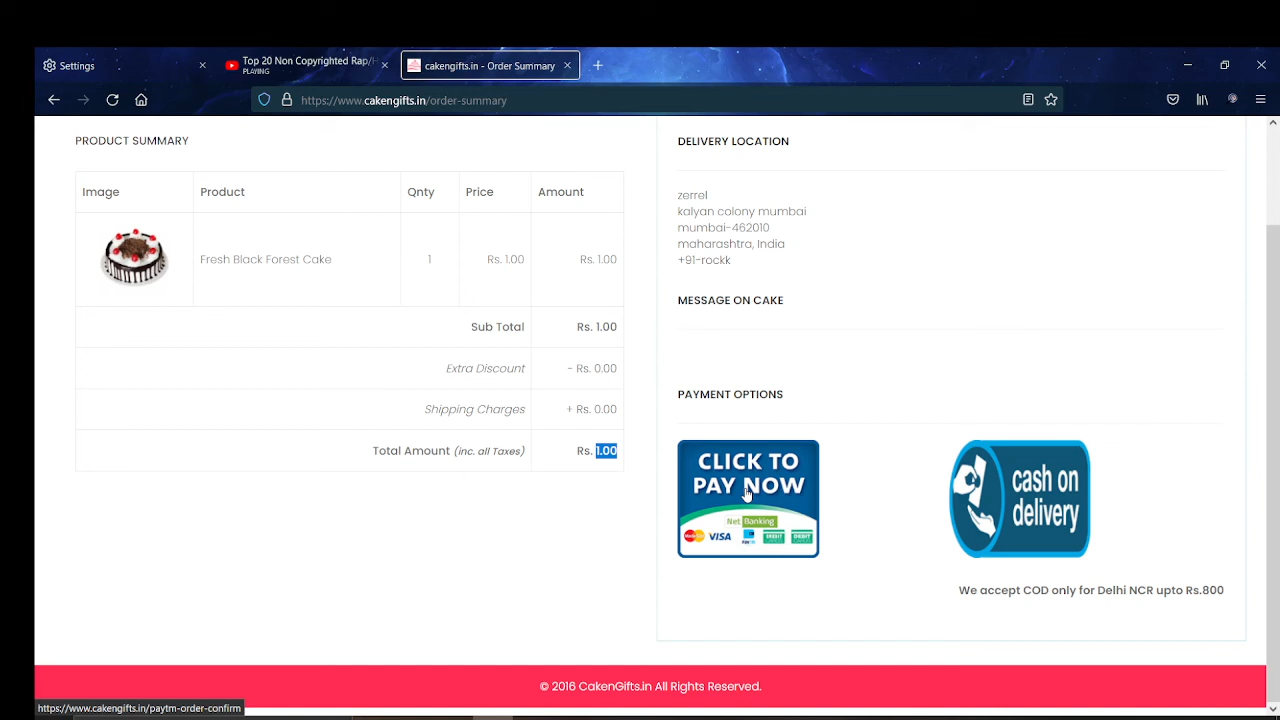 Settings
Top 20 Non Copyrighted Rap/H
PLAYING
cakengifts.in - Order Summary
https://www.cakengifts.in/order-summary
PRODUCT SUMMARY
Image Product Qnty Price Amount
Fresh Black Forest Cake 1 Rs. 1.00 Rs. 1.00
Sub Total Rs. 1.00
Extra Discount - Rs. 0.00
Shipping Charges + Rs. 0.00
Total Amount (inc. all Taxes) Rs. 1.00
DELIVERY LOCATION
zerrel
kalyan colony mumbai
mumbai-462010
maharashtra, India
+91-rockk
MESSAGE ON CAKE
PAYMENT OPTIONS
CLICK TO
PAY NOW
Net Banking
MasterCard VISA PAYTM CREDIT DEBIT
cash on
delivery
We accept COD only for Delhi NCR upto Rs.800
© 2016 CakenGifts.in All Rights Reserved.
https://www.cakengifts.in/paytm-order-confirm